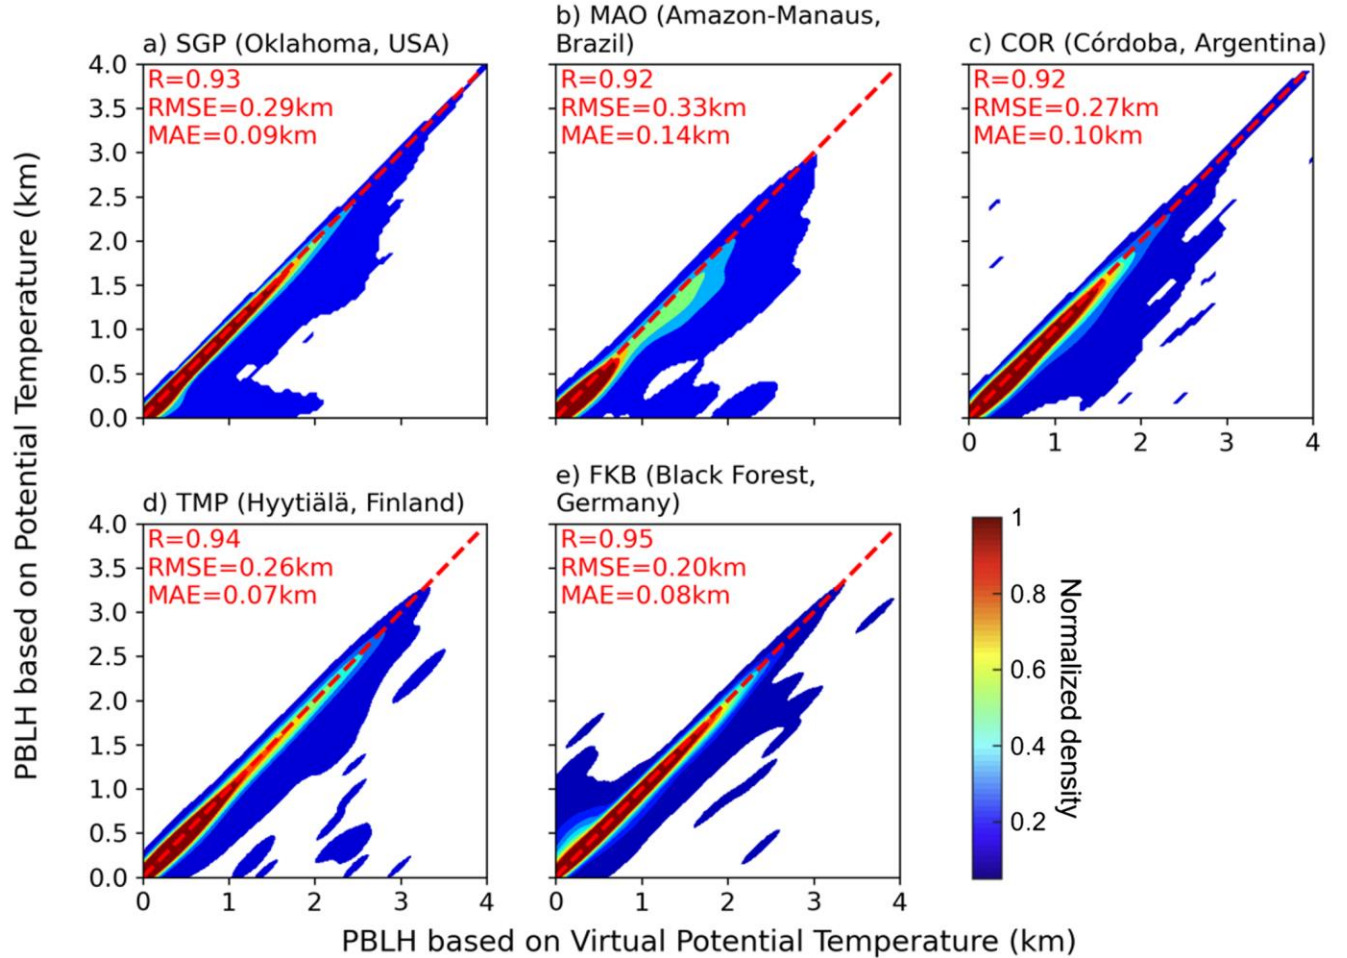 b) MAO (Amazon-Manaus,
Brazil)
a) SGP (Oklahoma, USA)
c) COR (Córdoba, Argentina)
R=0.93
RMSE=0.29km
MAE=0.09km
R=0.92
RMSE=0.33km
MAE=0.14km
R=0.92
RMSE=0.27km
MAE=0.10km
4.0
3.5
3.0
2.5
2.0
1.5
1.0
0.5
0.0
0 1 2 3 4
PBLH based on Potential Temperature (km)
d) TMP (Hyytiälä, Finland)
e) FKB (Black Forest,
Germany)
R=0.94
RMSE=0.26km
MAE=0.07km
R=0.95
RMSE=0.20km
MAE=0.08km
4.0
3.5
3.0
2.5
2.0
1.5
1.0
0.5
0.0
0 1 2 3 4
0 1 2 3 4
1
0.8
0.6
0.4
0.2
Normalized density
PBLH based on Virtual Potential Temperature (km)